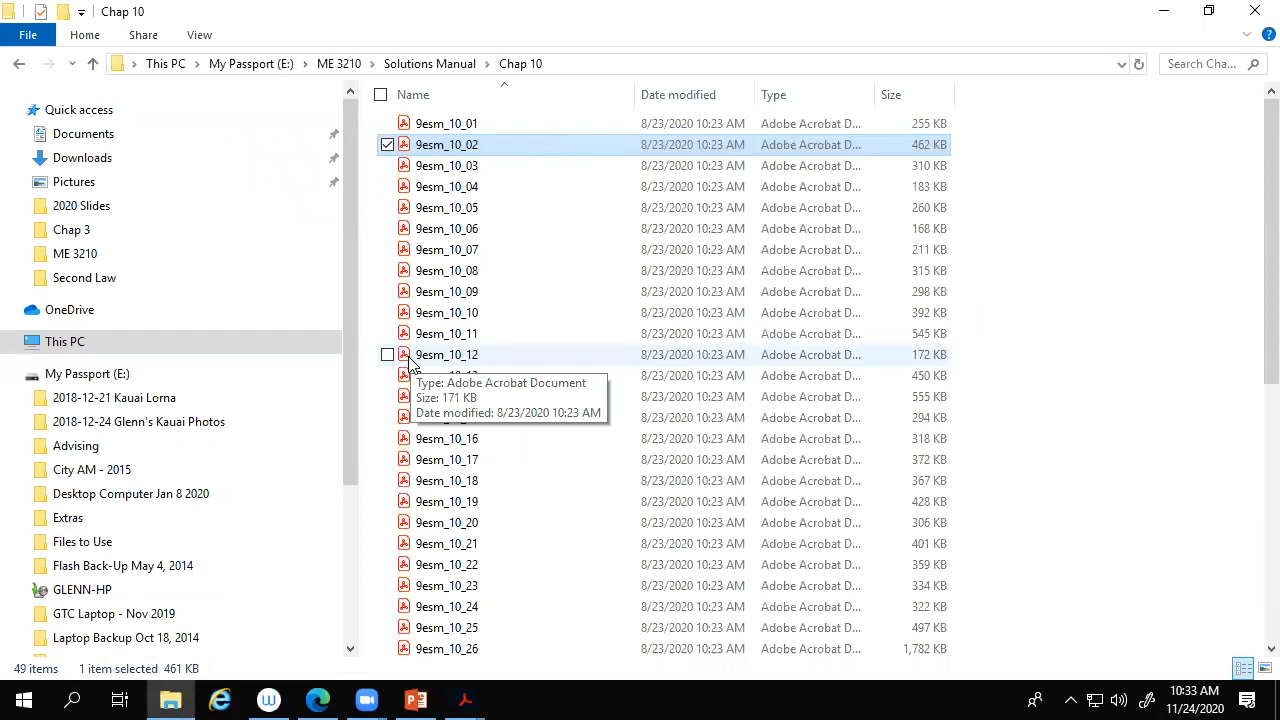 Chap 10
File
Home
Share
View
This PC
My Passport (E:)
ME 3210
Solutions Manual
Chap 10
Search Cha...
Quick access
Documents
Downloads
Pictures
2020 Slides
Chap 3
ME 3210
Second Law
OneDrive
This PC
My Passport (E:)
2018-12-21 Kauai Lorna
2018-12-24 Glenn's Kauai Photos
Advising
City AM - 2015
Desktop Computer Jan 8 2020
Extras
Files to Use
Flash Back-Up May 4, 2014
GLENN-HP
GTC Laptop - Nov 2019
Laptop Backup Oct 18, 2014
Name Date modified Type Size
9esm_10_01 8/23/2020 10:23 AM Adobe Acrobat D... 255 KB
9esm_10_02 8/23/2020 10:23 AM Adobe Acrobat D... 462 KB
9esm_10_03 8/23/2020 10:23 AM Adobe Acrobat D... 310 KB
9esm_10_04 8/23/2020 10:23 AM Adobe Acrobat D... 183 KB
9esm_10_05 8/23/2020 10:23 AM Adobe Acrobat D... 260 KB
9esm_10_06 8/23/2020 10:23 AM Adobe Acrobat D... 168 KB
9esm_10_07 8/23/2020 10:23 AM Adobe Acrobat D... 211 KB
9esm_10_08 8/23/2020 10:23 AM Adobe Acrobat D... 315 KB
9esm_10_09 8/23/2020 10:23 AM Adobe Acrobat D... 298 KB
9esm_10_10 8/23/2020 10:23 AM Adobe Acrobat D... 392 KB
9esm_10_11 8/23/2020 10:23 AM Adobe Acrobat D... 545 KB
9esm_10_12 8/23/2020 10:23 AM Adobe Acrobat D... 172 KB
8/23/2020 10:23 AM Adobe Acrobat D... 450 KB
8/23/2020 10:23 AM Adobe Acrobat D... 555 KB
8/23/2020 10:23 AM Adobe Acrobat D... 294 KB
Type: Adobe Acrobat Document
Size: 171 KB
Date modified: 8/23/2020 10:23 AM
9esm_10_16 8/23/2020 10:23 AM Adobe Acrobat D... 318 KB
9esm_10_17 8/23/2020 10:23 AM Adobe Acrobat D... 372 KB
9esm_10_18 8/23/2020 10:23 AM Adobe Acrobat D... 367 KB
9esm_10_19 8/23/2020 10:23 AM Adobe Acrobat D... 428 KB
9esm_10_20 8/23/2020 10:23 AM Adobe Acrobat D... 306 KB
9esm_10_21 8/23/2020 10:23 AM Adobe Acrobat D... 401 KB
9esm_10_22 8/23/2020 10:23 AM Adobe Acrobat D... 359 KB
9esm_10_23 8/23/2020 10:23 AM Adobe Acrobat D... 334 KB
9esm_10_24 8/23/2020 10:23 AM Adobe Acrobat D... 322 KB
9esm_10_25 8/23/2020 10:23 AM Adobe Acrobat D... 497 KB
9esm_10_26 8/23/2020 10:23 AM Adobe Acrobat D... 1,782 KB
49 items 1 item selected 461 KB
10:33 AM
11/24/2020